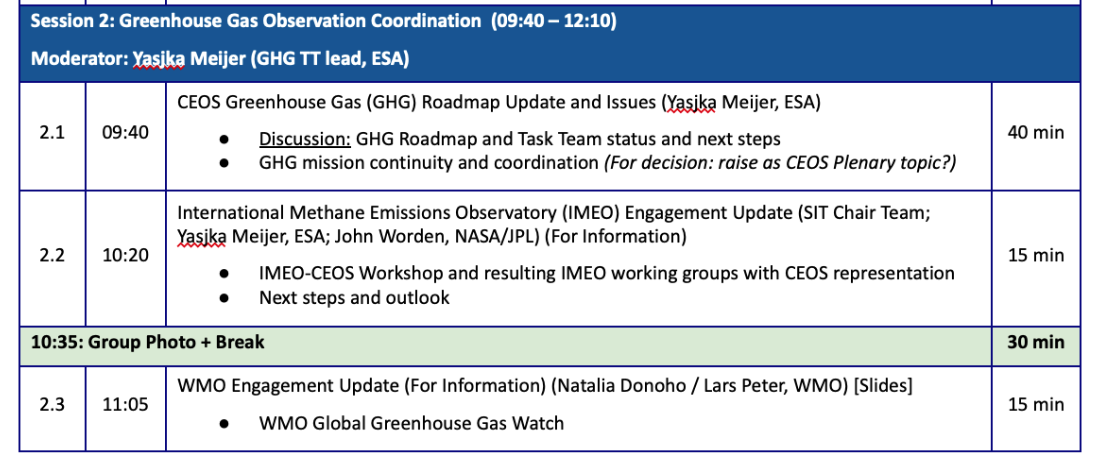 Session 2: Greenhouse Gas Observation Coordination (09:40 – 12:10)
Moderator: Yasjka Meijer (GHG TT lead, ESA)
2.1 09:40 CEOS Greenhouse Gas (GHG) Roadmap Update and Issues (Yasjka Meijer, ESA) 40 min
● Discussion: GHG Roadmap and Task Team status and next steps
● GHG mission continuity and coordination (For decision: raise as CEOS Plenary topic?)
2.2 10:20 International Methane Emissions Observatory (IMEO) Engagement Update (SIT Chair Team; 15 min
Yasjka Meijer, ESA; John Worden, NASA/JPL) (For Information)
● IMEO-CEOS Workshop and resulting IMEO working groups with CEOS representation
● Next steps and outlook
10:35: Group Photo + Break 30 min
2.3 11:05 WMO Engagement Update (For Information) (Natalia Donoho / Lars Peter, WMO) [Slides] 15 min
● WMO Global Greenhouse Gas Watch